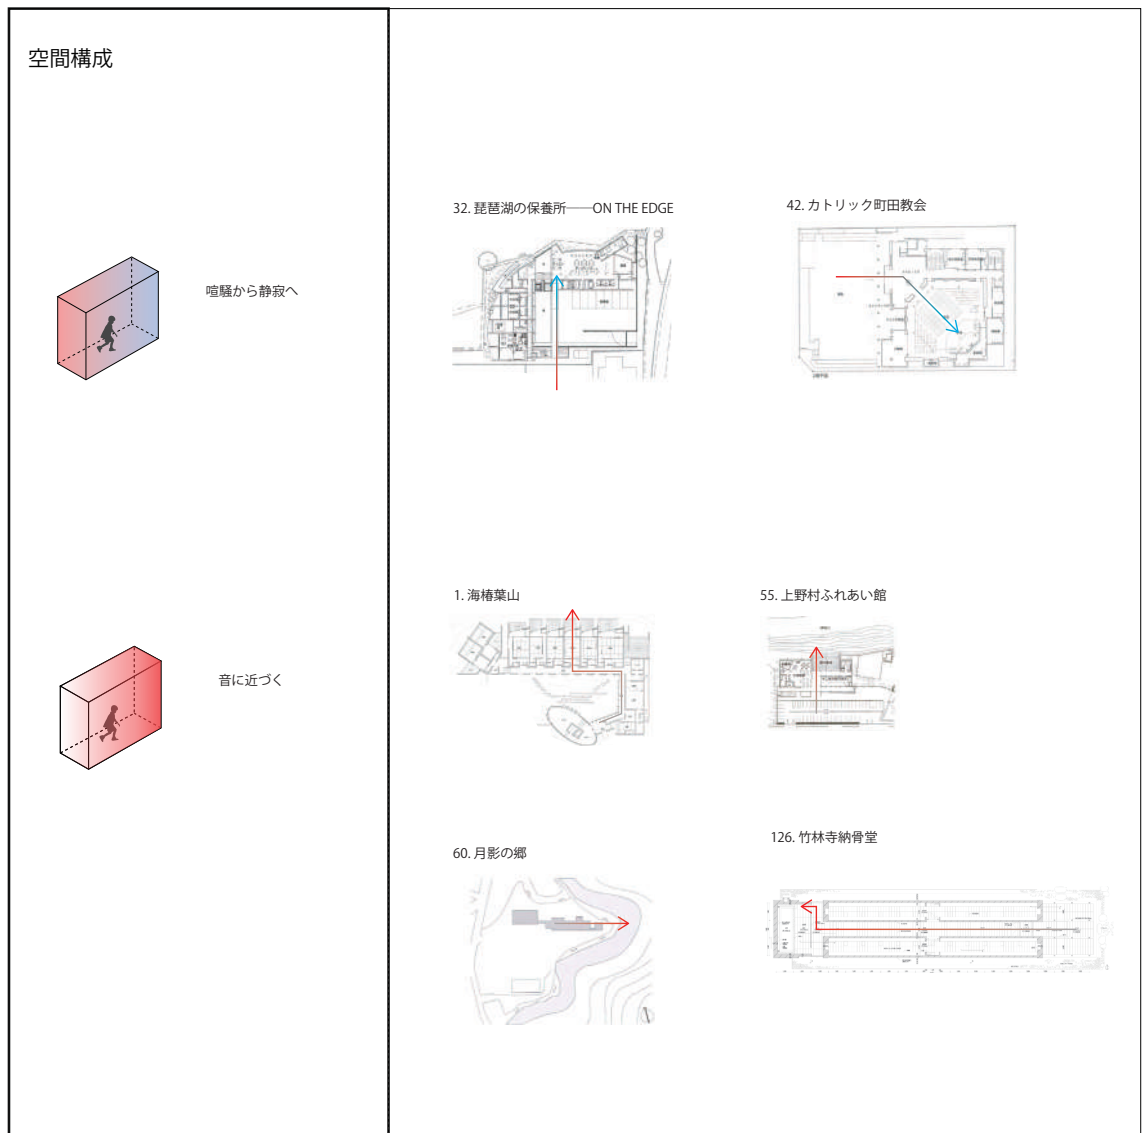 空間構成
喧騒から静寂へ
32. 琵琶湖の保養所──ON THE EDGE
42. カトリック町田教会
音に近づく
1. 海椿葉山
55. 上野村ふれあい館
60. 月影の郷
126. 竹林寺納骨堂